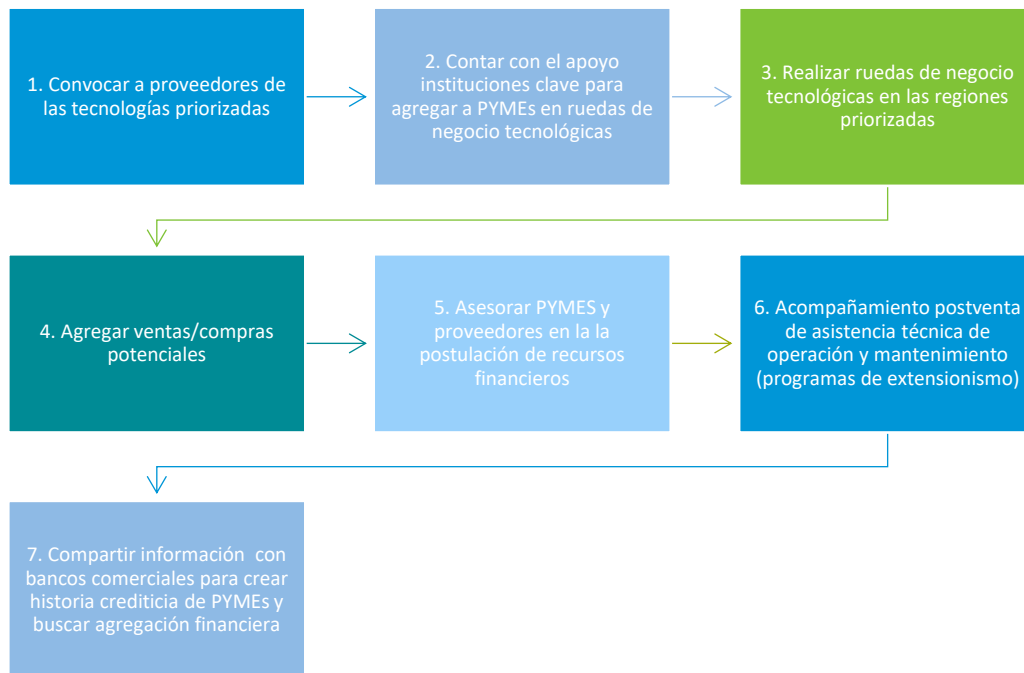 1. Convocar a proveedores de
las tecnologías priorizadas
2. Contar con el apoyo
instituciones clave para
agregar a PYMEs en ruedas de
negocio tecnológicas
3. Realizar ruedas de negocio
tecnológicas en las regiones
priorizadas
4. Agregar ventas/compras
potenciales
5. Asesorar PYMES y
proveedores en la la
postulación de recursos
financieros
6. Acompañamiento postventa
de asistencia técnica de
operación y mantenimiento
(programas de extensionismo)
7. Compartir información con
bancos comerciales para crear
historia crediticia de PYMEs y
buscar agregación financiera